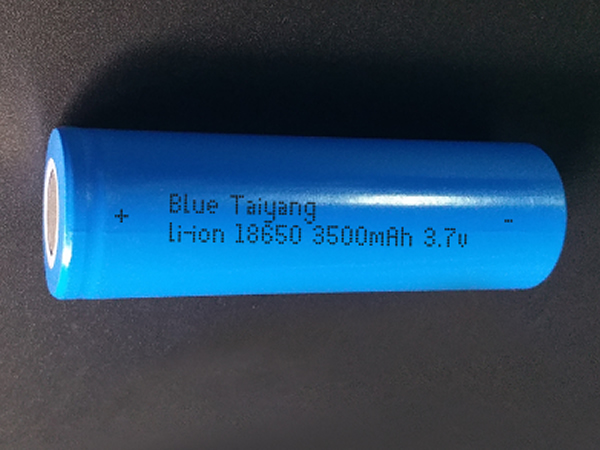 + Blue Taiyang -
li-ion 18650 3500mAh 3.7v